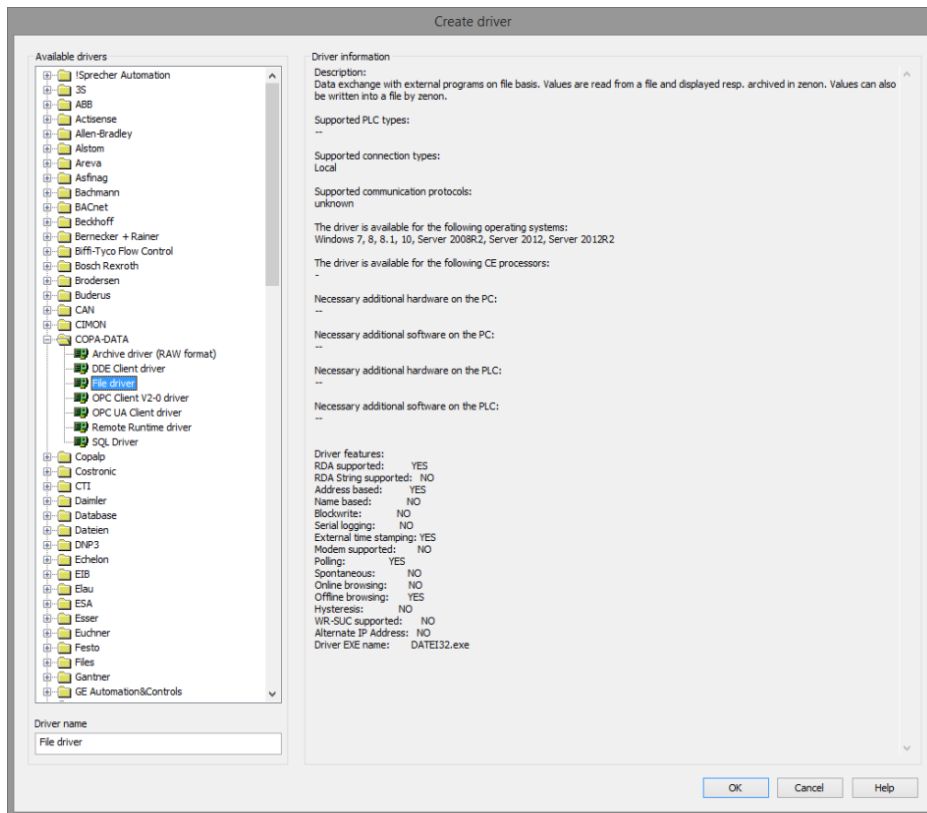 Create driver
Available drivers
!Sprecher Automation
3S
ABB
Actisense
Allen-Bradley
Alstom
Areva
Asfinag
Bachmann
BACnet
Beckhoff
Bernecker + Rainer
Biffi-Tyco Flow Control
Bosch Rexroth
Brodersen
Buderus
CAN
CIMON
COPA-DATA
Archive driver (RAW format)
DDE Client driver
File driver
OPC Client V2-0 driver
OPC UA Client driver
Remote Runtime driver
SQL Driver
Copalp
Costronic
CTI
Daimler
Database
Dateien
DNP3
Echelon
EIB
Elau
ESA
Esser
Euchner
Festo
Files
Gantner
GE Automation&Controls
Driver name
File driver
Driver information
Description:
Data exchange with external programs on file basis. Values are read from a file and displayed resp. archived in zenon. Values can also
be written into a file by zenon.
Supported PLC types:
--
Supported connection types:
Local
Supported communication protocols:
unknown
The driver is available for the following operating systems:
Windows 7, 8, 8.1, 10, Server 2008R2, Server 2012, Server 2012R2
The driver is available for the following CE processors:
-
Necessary additional hardware on the PC:
--
Necessary additional software on the PC:
--
Necessary additional hardware on the PLC:
--
Necessary additional software on the PLC:
--
Driver features:
RDA supported: YES
RDA String supported: NO
Address based: YES
Name based: NO
Blockwrite: NO
Serial logging: NO
External time stamping: YES
Modem supported: NO
Polling: YES
Spontaneous: NO
Online browsing: NO
Offline browsing: YES
Hysteresis: NO
WR-SUC supported: NO
Alternate IP Address: NO
Driver EXE name: DATEI32.exe
OK
Cancel
Help